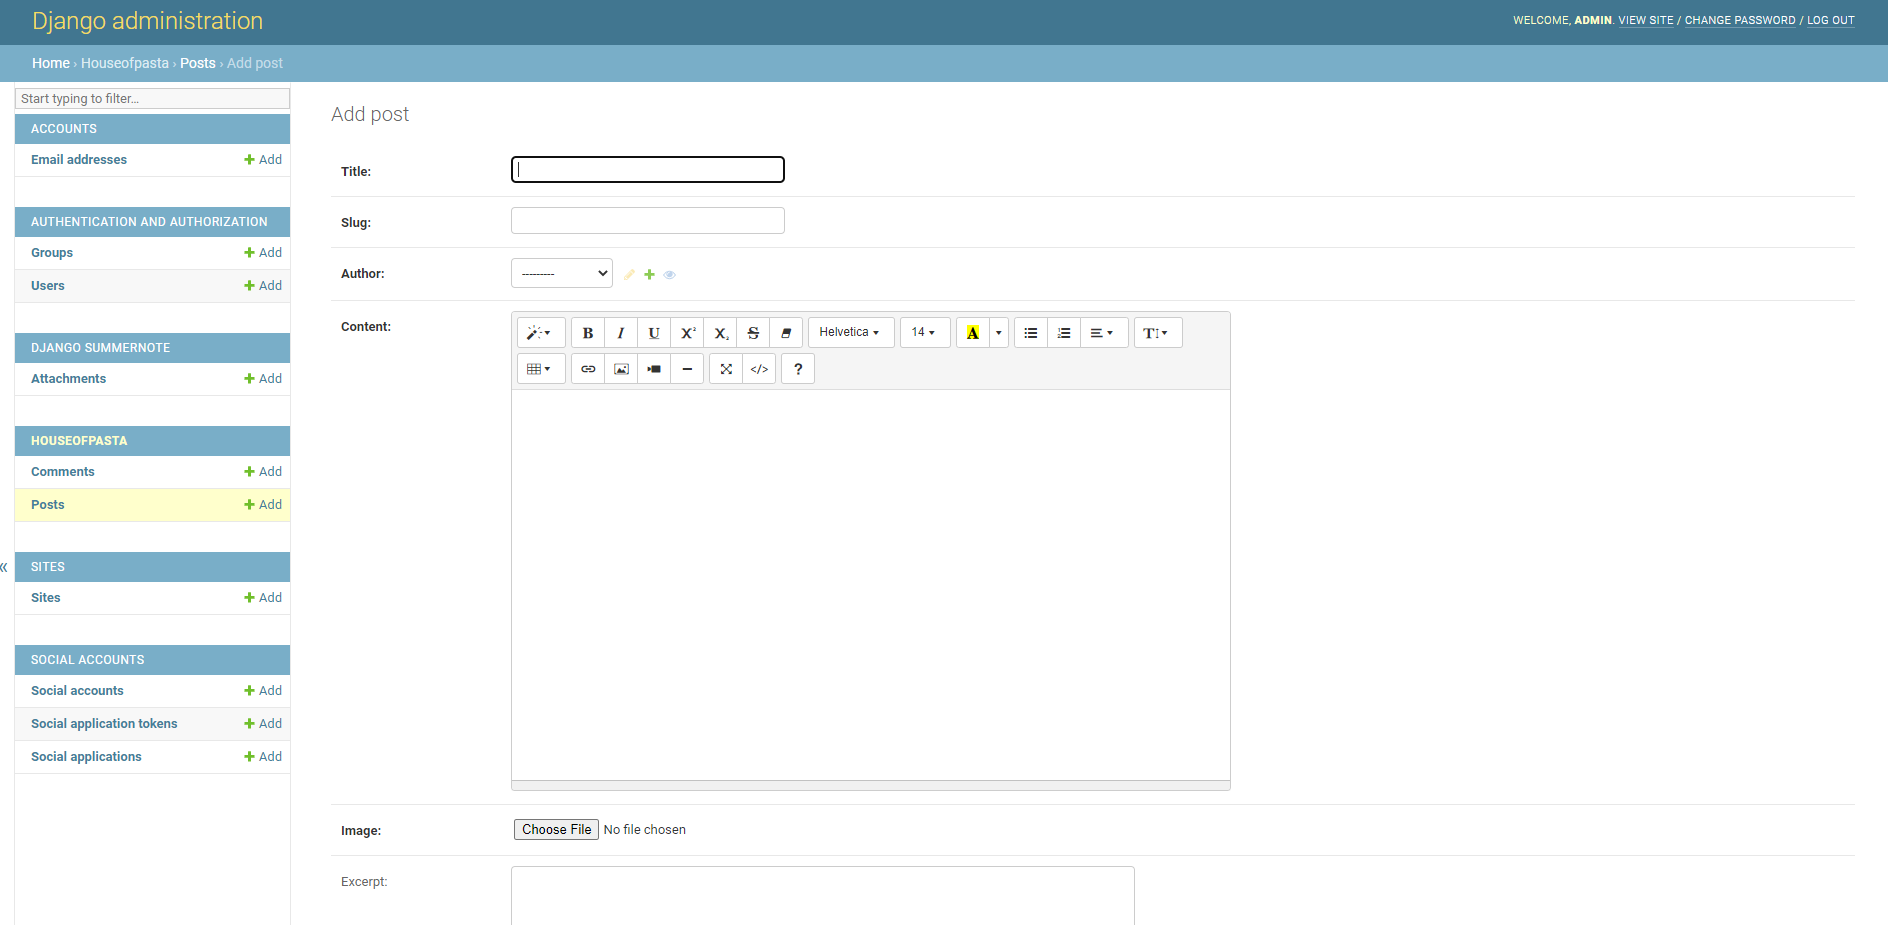 Django administration
WELCOME, ADMIN. VIEW SITE / CHANGE PASSWORD / LOG OUT
Home › Houseofpasta › Posts › Add post
Start typing to filter...
ACCOUNTS
Email addresses
Add
AUTHENTICATION AND AUTHORIZATION
Groups
Add
Users
Add
DJANGO SUMMERNOTE
Attachments
Add
HOUSEOFPASTA
Comments
Add
Posts
Add
«
SITES
Sites
Add
SOCIAL ACCOUNTS
Social accounts
Add
Social application tokens
Add
Social applications
Add
Add post
Title:
Slug:
Author:
---------
Content:
B I U X² X₂ S Helvetica 14 A T
</> ?
Image:
Choose File No file chosen
Excerpt: